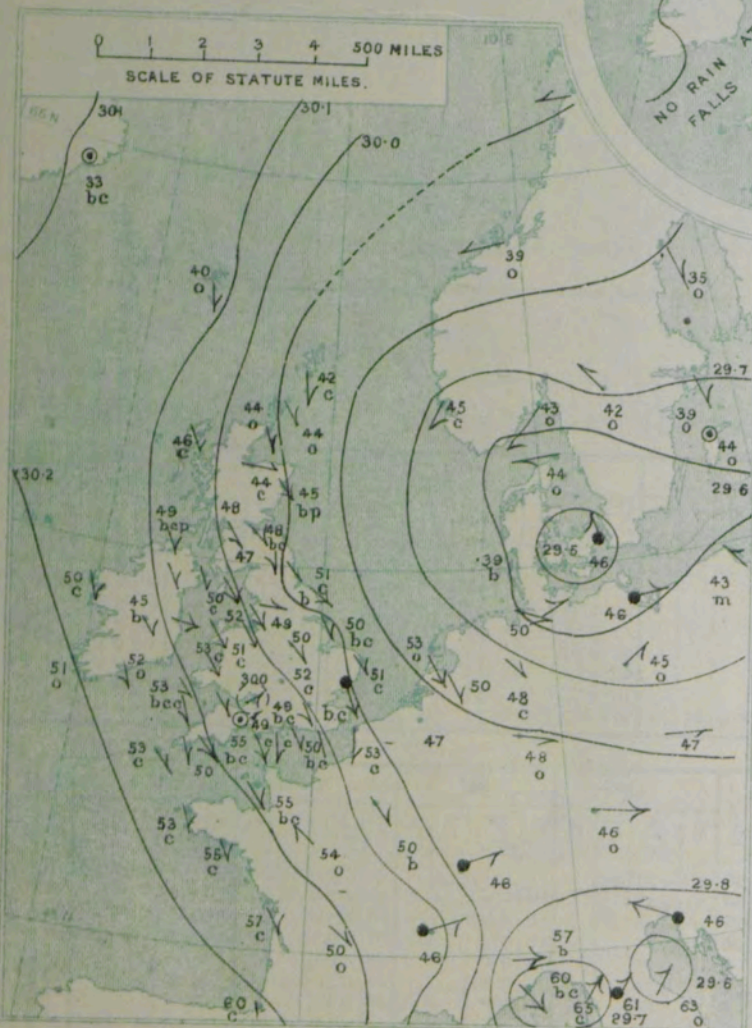 0 1 2 3 4 500 MILES
SCALE OF STATUTE MILES.
NO RAIN
FALLS
30.1
30.1
30.0
33
bc
40
o
39
o
35
o
42
c
29.7
44
o
44
o
46
c
45
c
43
o
42
o
39
o
44
o
30.2
44
c
45
bp
44
o
29.6
49
bcp
48
48
bc
47
29.5
46
39
b
43
m
50
c
51
c
45
b
50
c
52
49
b
46
50
50
bc
50
53
o
45
o
51
o
52
o
53
c
51
c
52
c
51
c
50
48
c
53
bcc
300
49
c
48
bc
bc
53
c
55
bc
c
50
bc
53
c
47
48
o
47
50
53
c
55
bc
50
b
46
o
55
c
54
o
46
29.8
57
c
50
o
46
57
b
46
60
bc
29.6
60
c
65
c
61
29.7
63
o